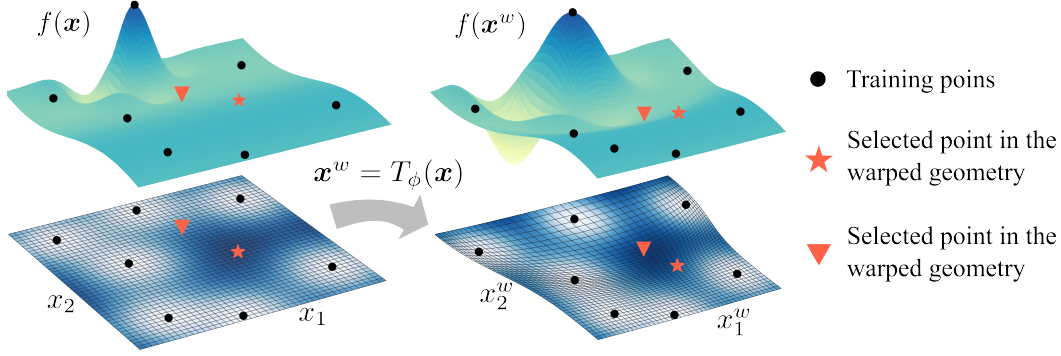 f(x)
f(x^w)
Training poins
Selected point in the
warped geometry
x^w = T_ϕ(x)
Selected point in the
warped geometry
x_2
x_1
x_2^w
x_1^w